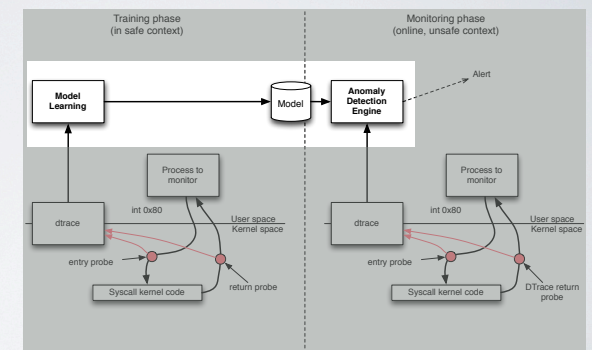 Training phase
(in safe context)
Monitoring phase
(online, unsafe context)
Alert
Model
Learning
Model
Anomaly
Detection
Engine
Process to
monitor
int 0x80
dtrace
User space
Kernel space
entry probe
Syscall kernel code
return probe
Process to
monitor
int 0x80
dtrace
User space
Kernel space
entry probe
Syscall kernel code
DTrace return
probe